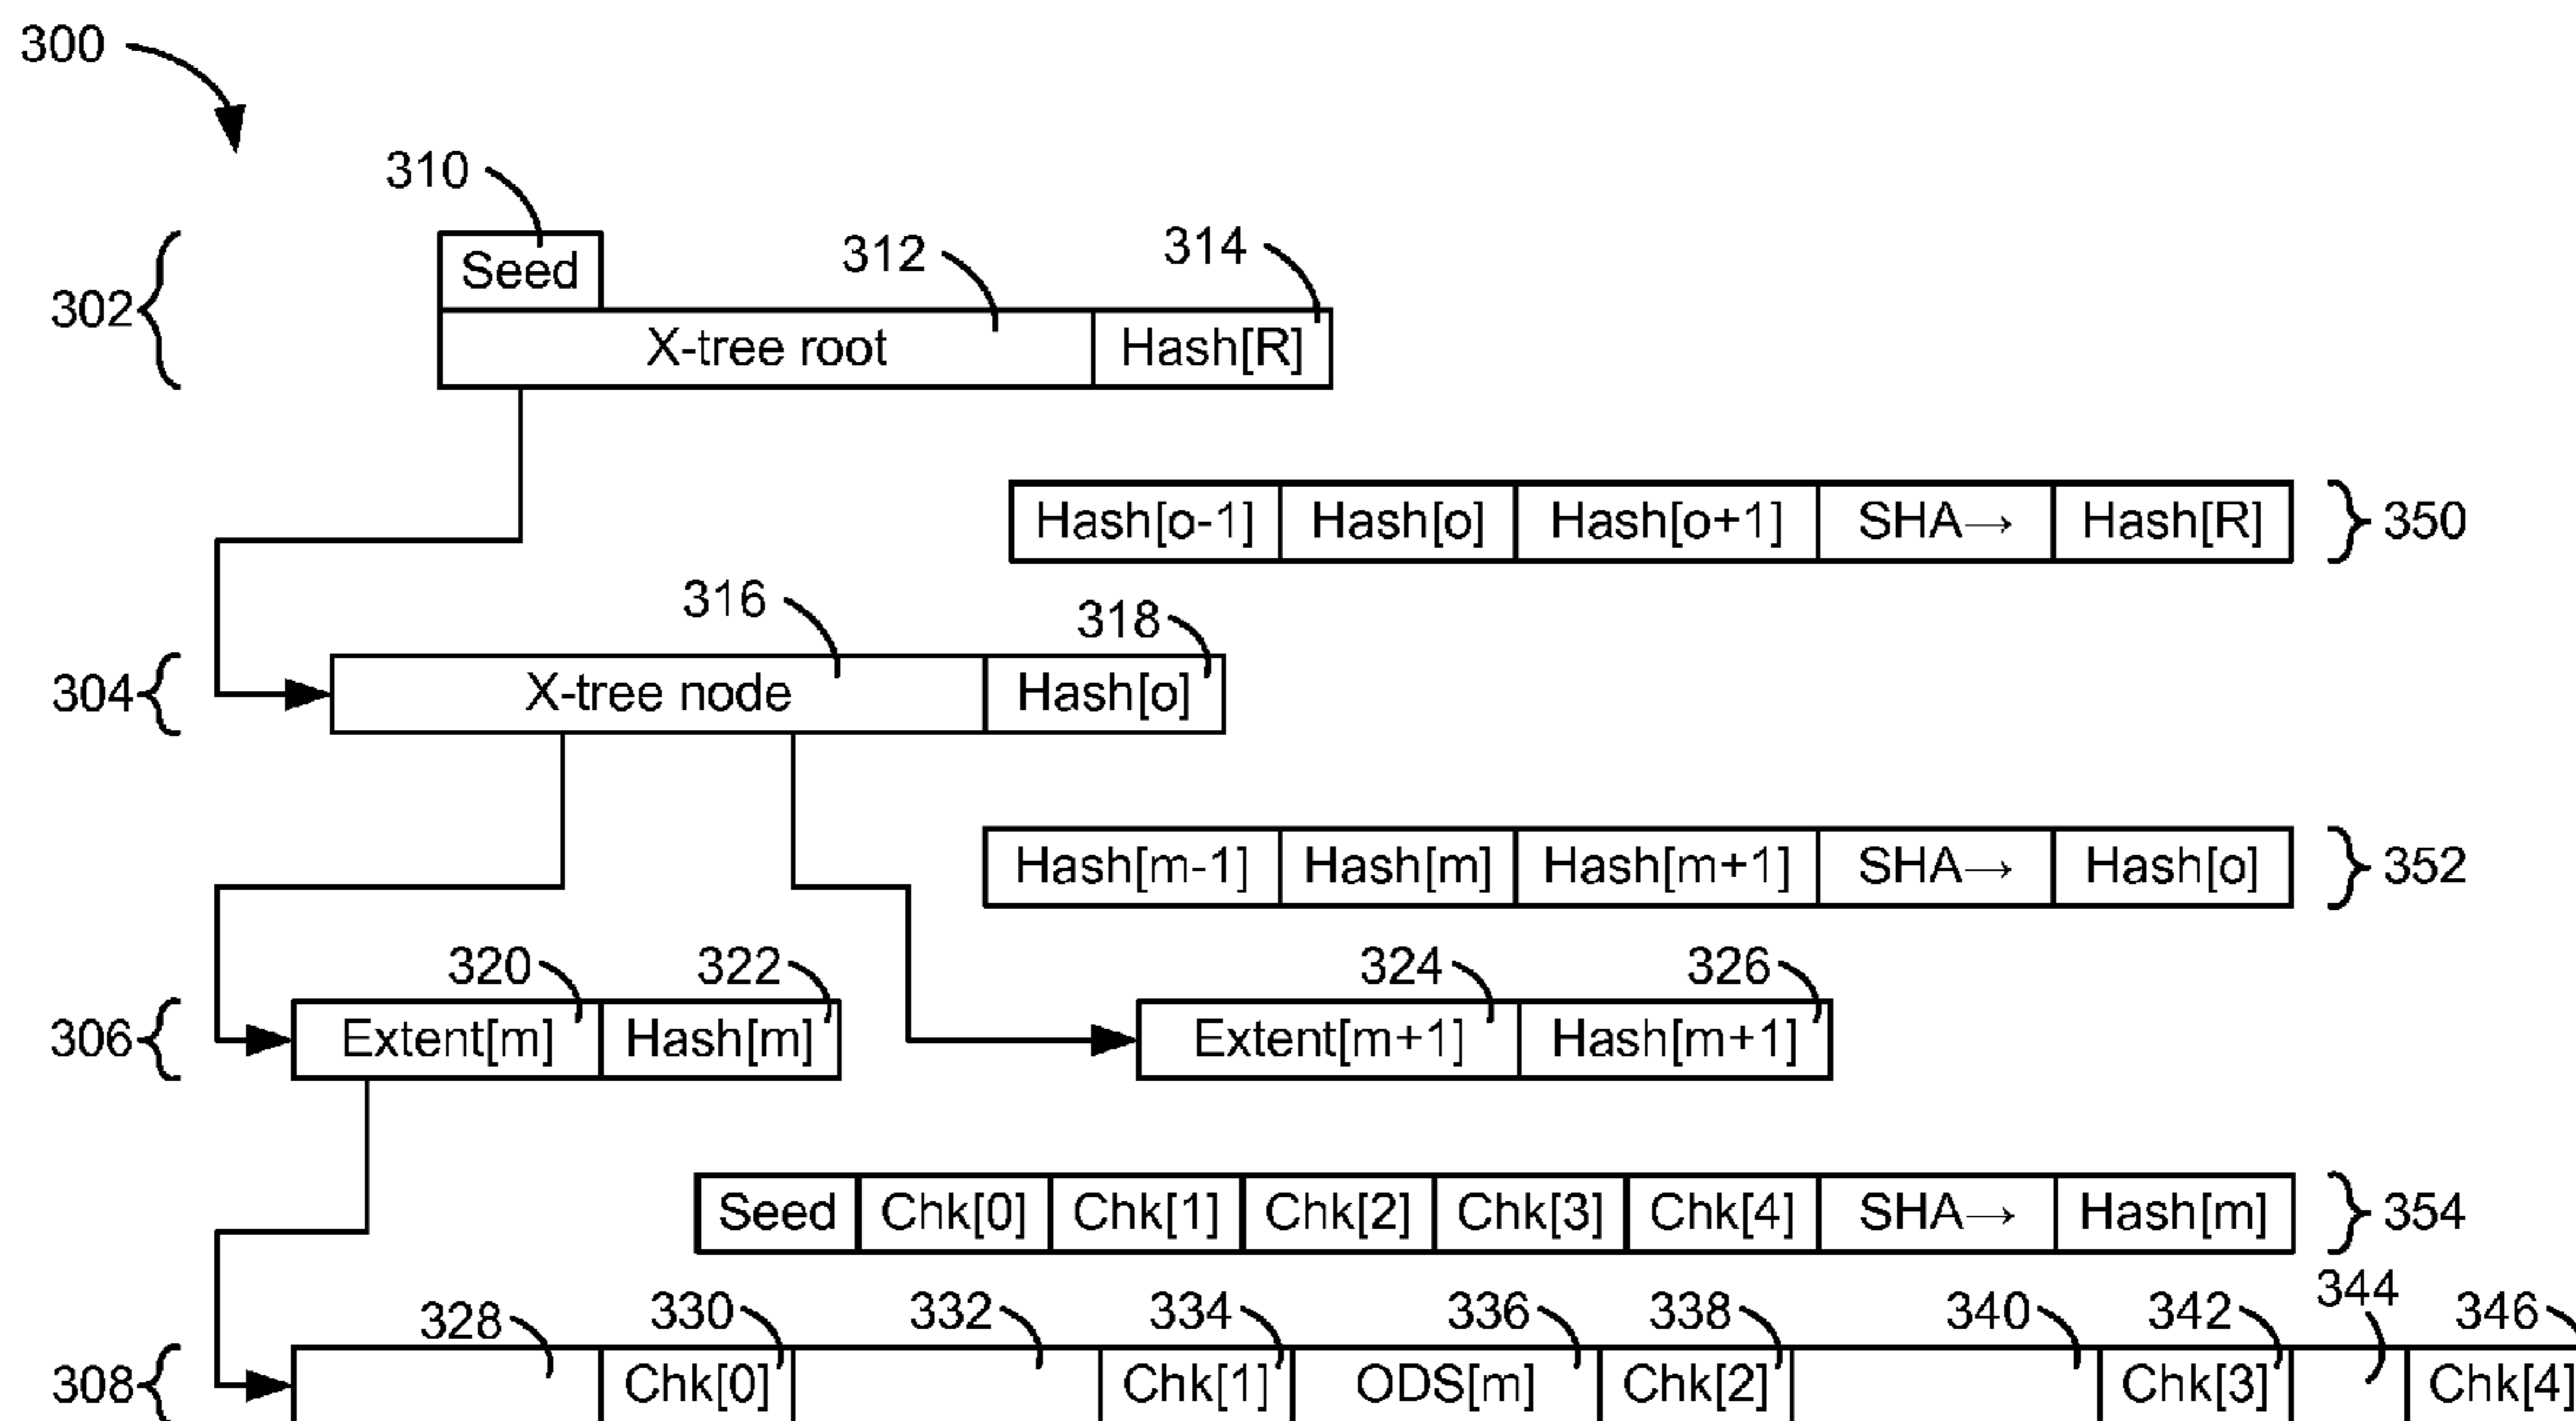 300
310
Seed
312
314
302
X-tree root Hash[R]
Hash[o-1] Hash[o] Hash[o+1] SHA→ Hash[R] 350
316
318
304 X-tree node Hash[o]
Hash[m-1] Hash[m] Hash[m+1] SHA→ Hash[o] 352
320 322 324 326
306 Extent[m] Hash[m] Extent[m+1] Hash[m+1]
Seed Chk[0] Chk[1] Chk[2] Chk[3] Chk[4] SHA→ Hash[m] 354
328 330 332 334 336 338 340 342 344 346
308 Chk[0] Chk[1] ODS[m] Chk[2] Chk[3] Chk[4]